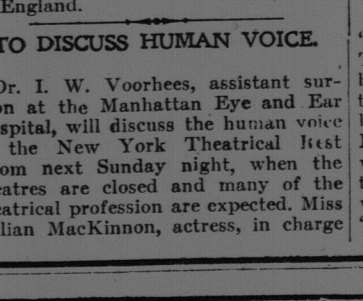 England.
TO DISCUSS HUMAN VOICE.
Dr. I. W. Voorhees, assistant sur-
on at the Manhattan Eye and Ear
spital, will discuss the human voice
the New York Theatrical Rest
om next Sunday night, when the
eatres are closed and many of the
eatrical profession are expected. Miss
lian MacKinnon, actress, in charge